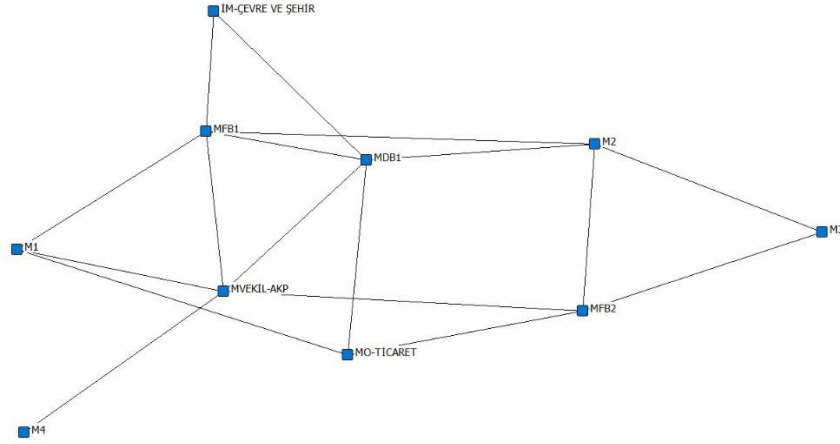 İM-ÇEVRE VE ŞEHİR
MFB1
M2
MDB1
M3
M1
MVEKİL-AKP
MFB2
MO-TİCARET
M4